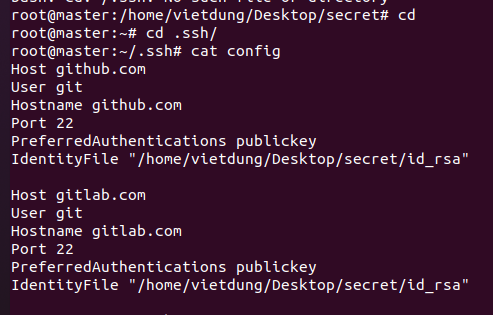 root@master:/home/vietdung/Desktop/secret# cd
root@master:~# cd .ssh/
root@master:~/.ssh# cat config
Host github.com
User git
Hostname github.com
Port 22
PreferredAuthentications publickey
IdentityFile "/home/vietdung/Desktop/secret/id_rsa"

Host gitlab.com
User git
Hostname gitlab.com
Port 22
PreferredAuthentications publickey
IdentityFile "/home/vietdung/Desktop/secret/id_rsa"